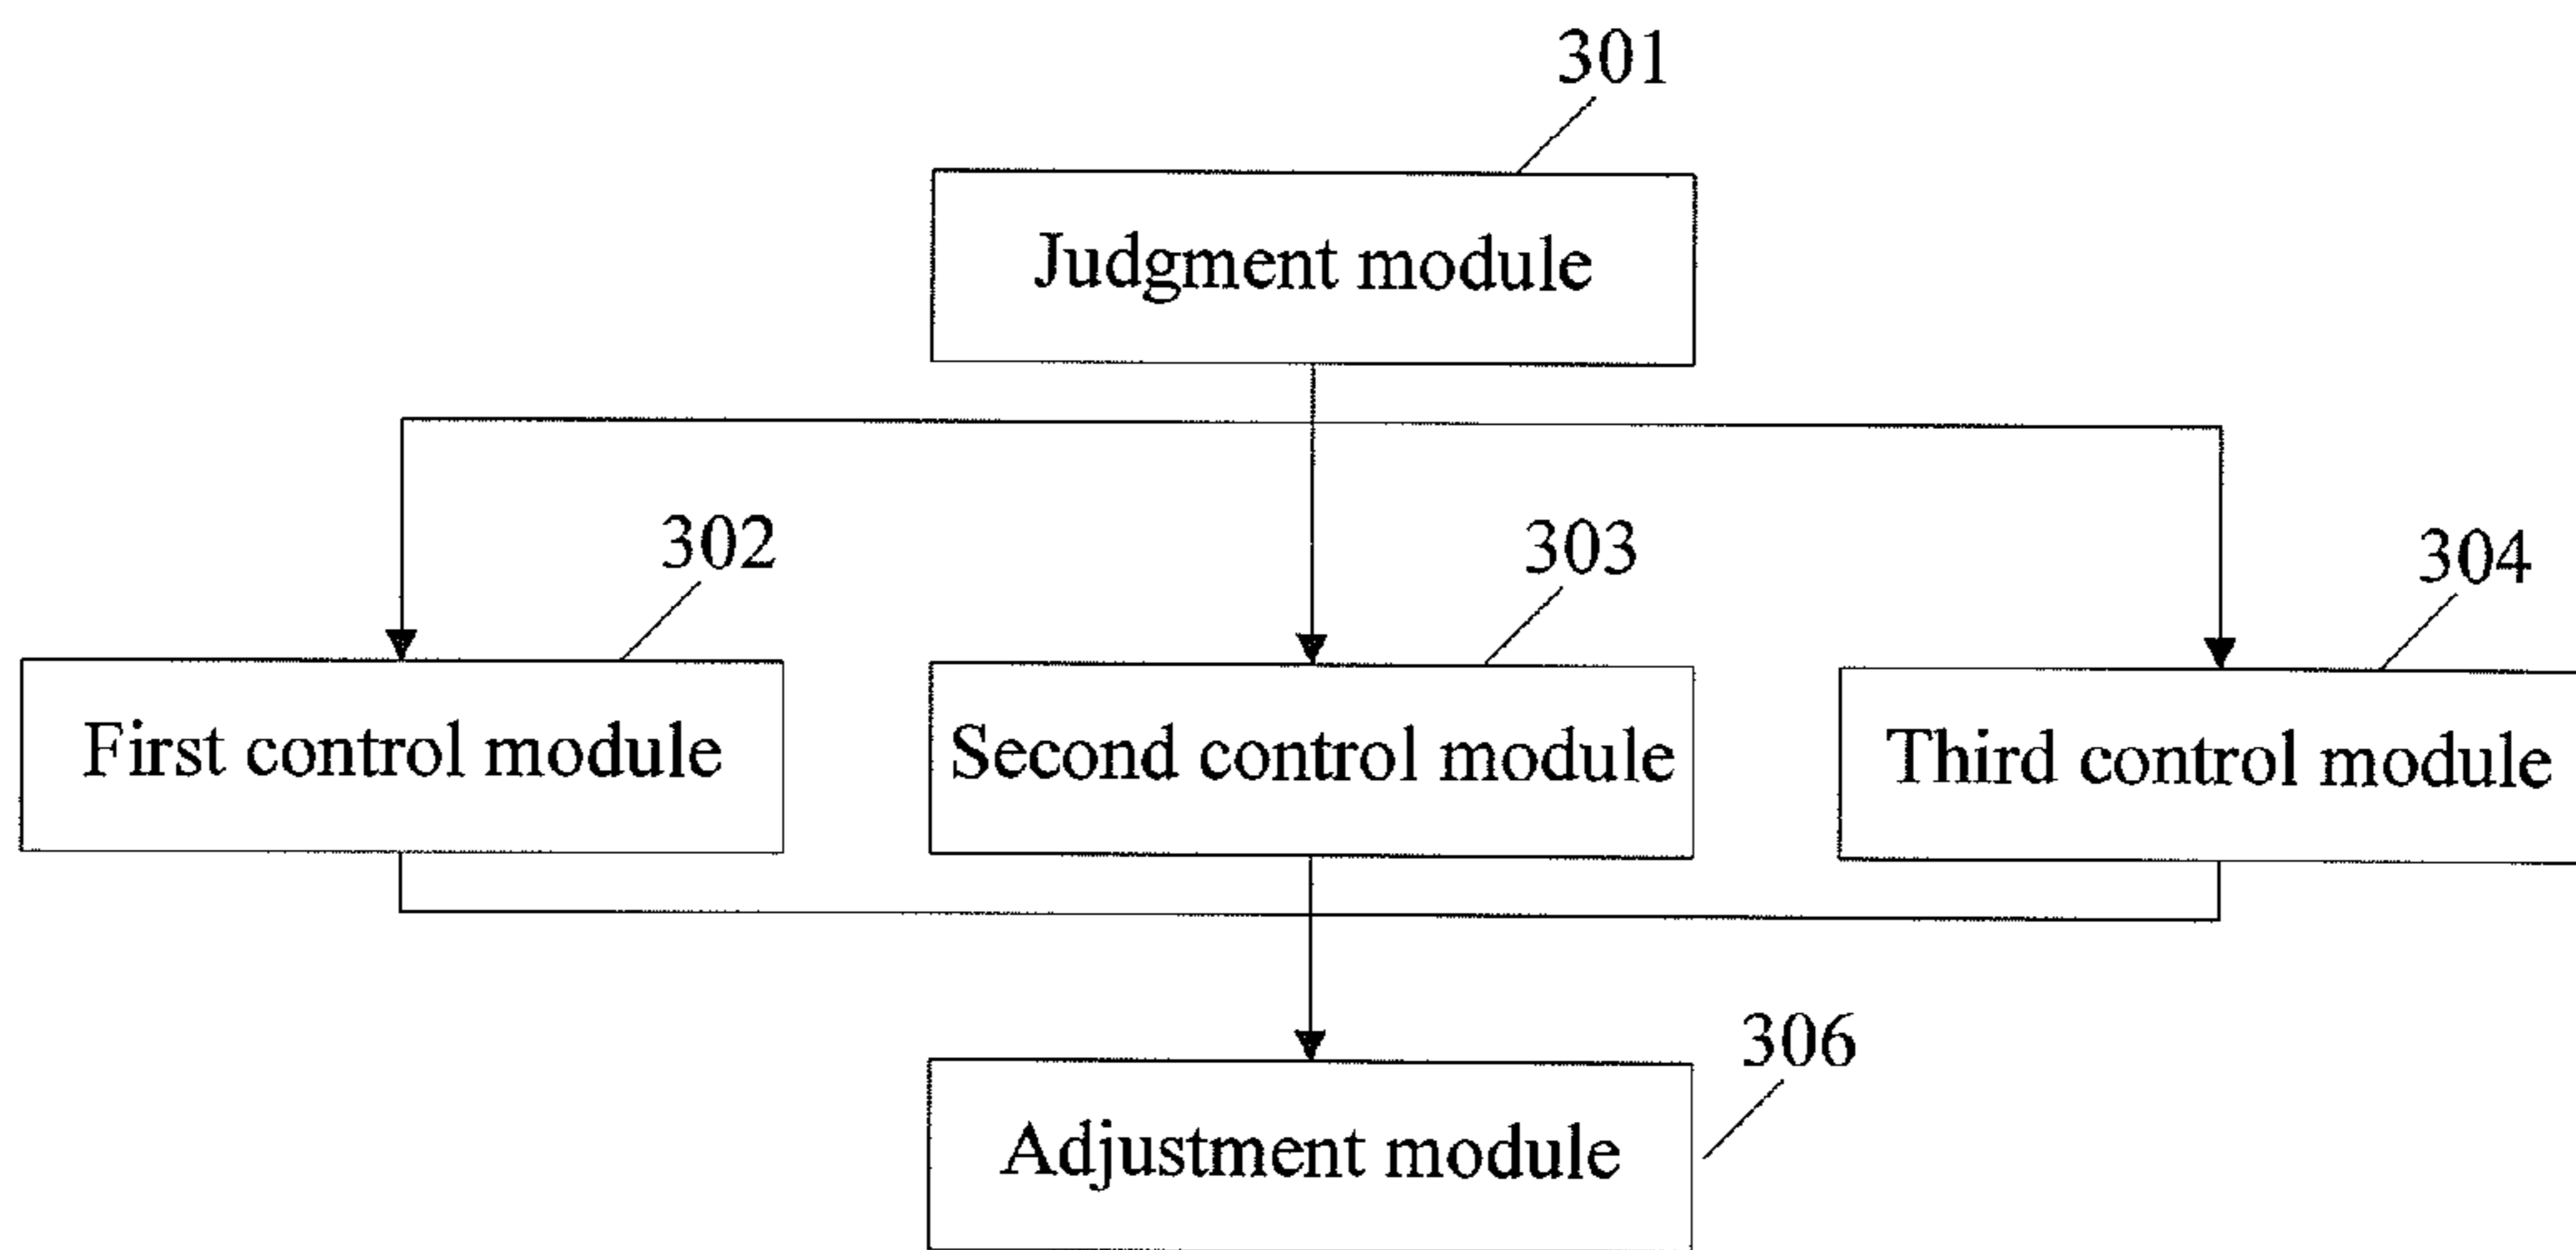 301
Judgment module
302
303
304
First control module
Second control module
Third control module
306
Adjustment module